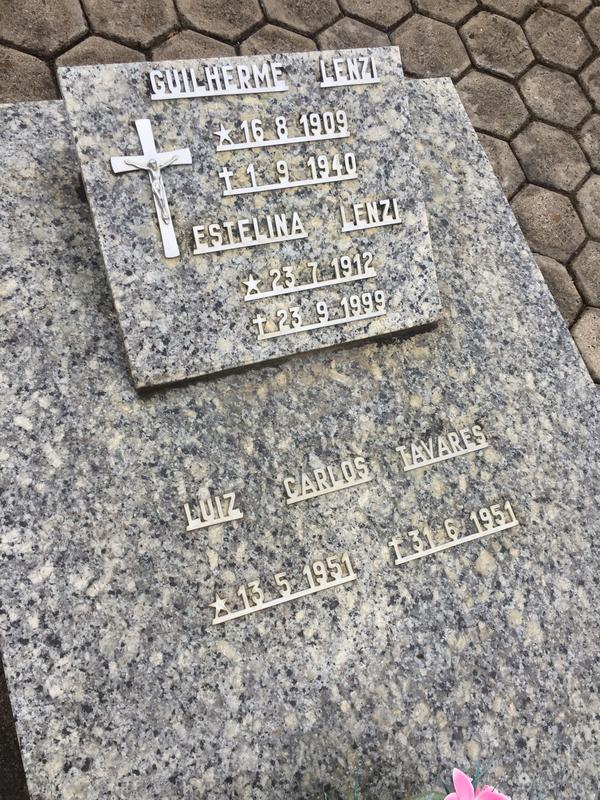 GUILHERME LENZI
★ 16 8 1909
✝ 1 9 1940
ESTELINA LENZI
★ 23 7 1912
✝ 23 9 1999
LUIZ CARLOS TAVARES
★ 13 5 1951 ✝ 31 6 1951